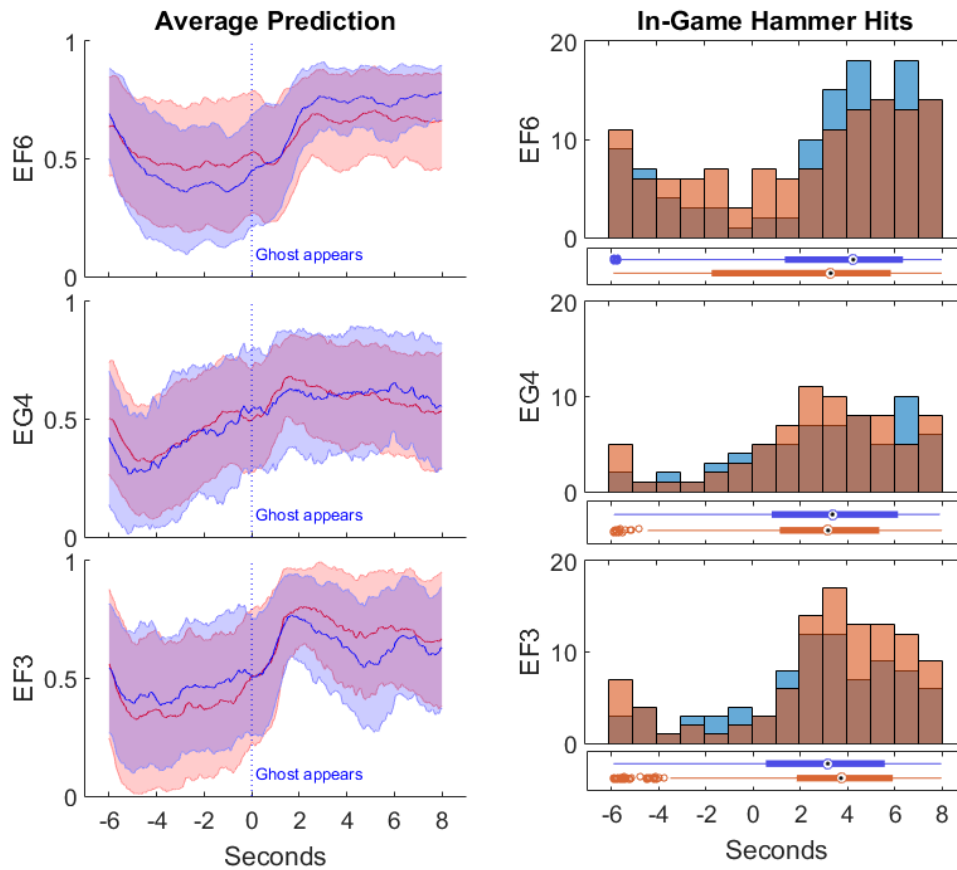 Average Prediction
In-Game Hammer Hits
1
0.5
0
EF6
Ghost appears
20
10
0
EF6
1
0.5
0
EG4
Ghost appears
20
10
0
EG4
1
0.5
0
EF3
Ghost appears
-6 -4 -2 0 2 4 6 8
Seconds
20
10
0
EF3
-6 -4 -2 0 2 4 6 8
Seconds